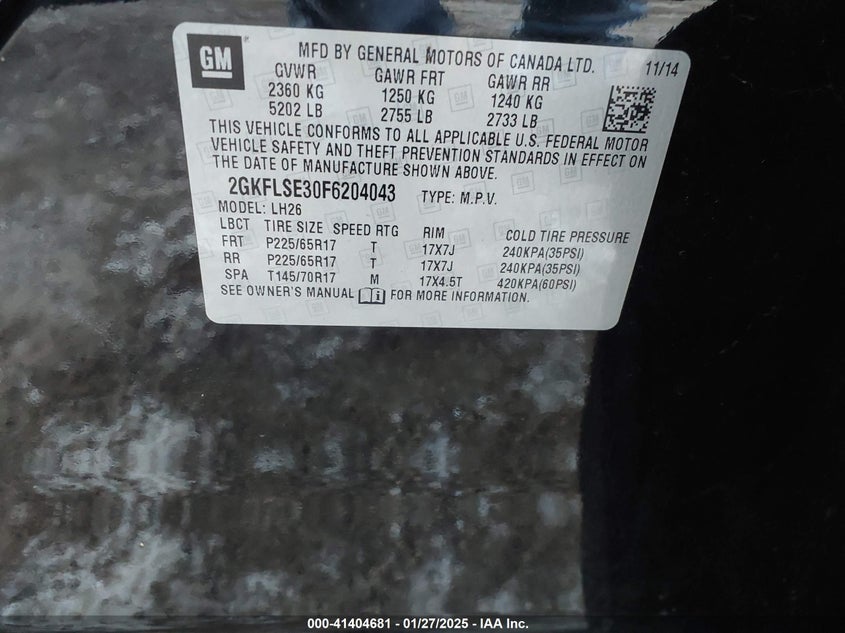 GM
MFD BY GENERAL MOTORS OF CANADA LTD. 11/14
GVWR GAWR FRT GAWR RR
2360 KG 1250 KG 1240 KG
5202 LB 2755 LB 2733 LB
THIS VEHICLE CONFORMS TO ALL APPLICABLE U.S. FEDERAL MOTOR
VEHICLE SAFETY AND THEFT PREVENTION STANDARDS IN EFFECT ON
THE DATE OF MANUFACTURE SHOWN ABOVE.
2GKFLSE30F6204043 TYPE: M.P.V.
MODEL: LH26
LBCT TIRE SIZE SPEED RTG RIM COLD TIRE PRESSURE
FRT P225/65R17 T 17X7J 240KPA(35PSI)
RR P225/65R17 T 17X7J 240KPA(35PSI)
SPA T145/70R17 M 17X4.5T 420KPA(60PSI)
SEE OWNER'S MANUAL FOR MORE INFORMATION.
000-41404681 - 01/27/2025 - IAA Inc.